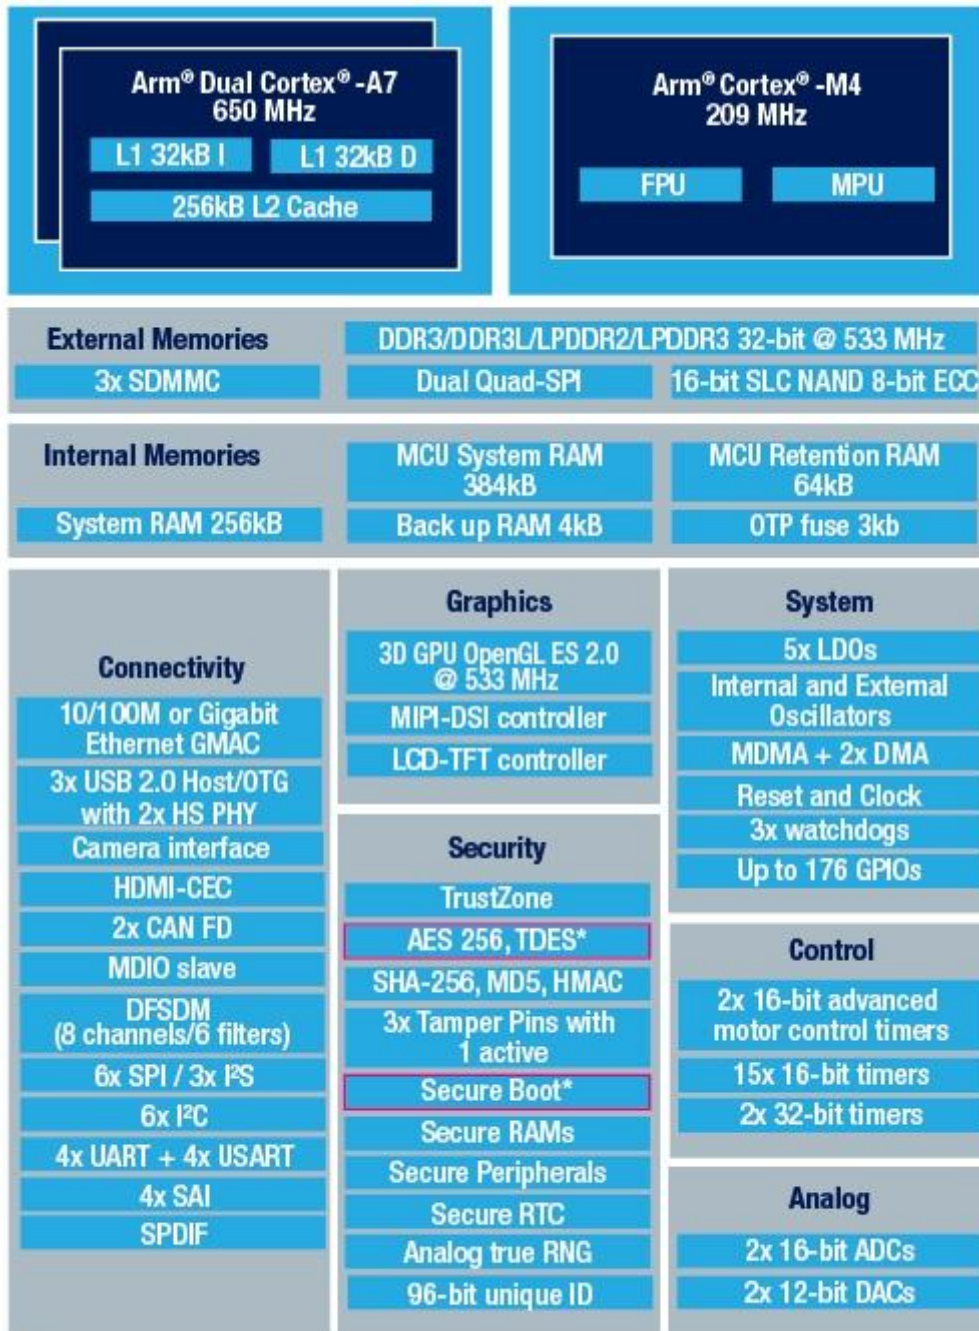 Arm® Dual Cortex® -A7
650 MHz
L1 32kB I
L1 32kB D
256kB L2 Cache
Arm® Cortex® -M4
209 MHz
FPU
MPU
External Memories
DDR3/DDR3L/LPDDR2/LPDDR3 32-bit @ 533 MHz
3x SDMMC
Dual Quad-SPI
16-bit SLC NAND 8-bit ECC
Internal Memories
MCU System RAM
384kB
MCU Retention RAM
64kB
System RAM 256kB
Back up RAM 4kB
OTP fuse 3kb
Connectivity
10/100M or Gigabit
Ethernet GMAC
3x USB 2.0 Host/OTG
with 2x HS PHY
Camera interface
HDMI-CEC
2x CAN FD
MDIO slave
DFSDM
(8 channels/6 filters)
6x SPI / 3x I²S
6x I²C
4x UART + 4x USART
4x SAI
SPDIF
Graphics
3D GPU OpenGL ES 2.0
@ 533 MHz
MIPI-DSI controller
LCD-TFT controller
Security
TrustZone
AES 256, TDES*
SHA-256, MD5, HMAC
3x Tamper Pins with
1 active
Secure Boot*
Secure RAMs
Secure Peripherals
Secure RTC
Analog true RNG
96-bit unique ID
System
5x LDOs
Internal and External
Oscillators
MDMA + 2x DMA
Reset and Clock
3x watchdogs
Up to 176 GPIOs
Control
2x 16-bit advanced
motor control timers
15x 16-bit timers
2x 32-bit timers
Analog
2x 16-bit ADCs
2x 12-bit DACs